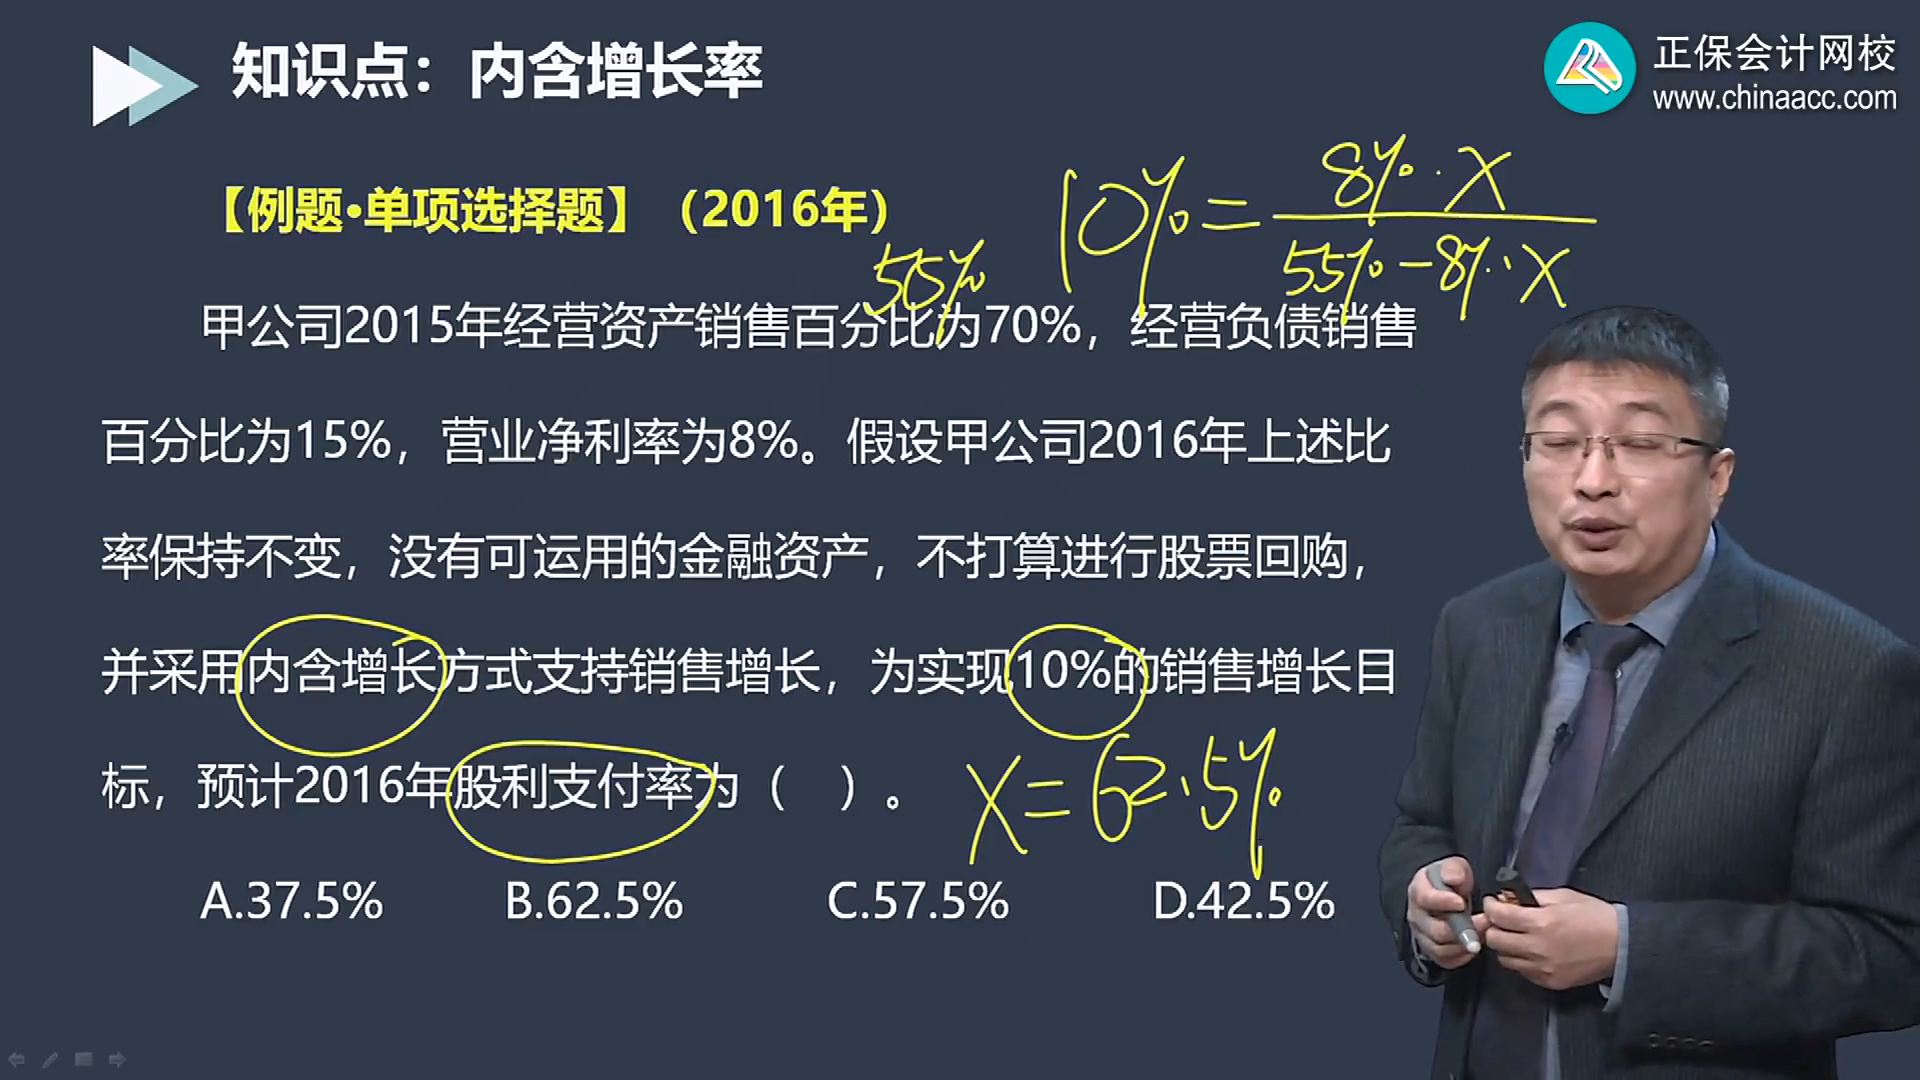 知识点：内含增长率
正保会计网校
www.chinaacc.com
【例题•单项选择题】（2016年）
10%=8%·X
55%-8%·X
55%
甲公司2015年经营资产销售百分比为70%，经营负债销售
百分比为15%，营业净利率为8%。假设甲公司2016年上述比
率保持不变，没有可运用的金融资产，不打算进行股票回购，
并采用内含增长方式支持销售增长，为实现10%的销售增长目
标，预计2016年股利支付率为（ ）。
X=62.5%
A.37.5% B.62.5% C.57.5% D.42.5%